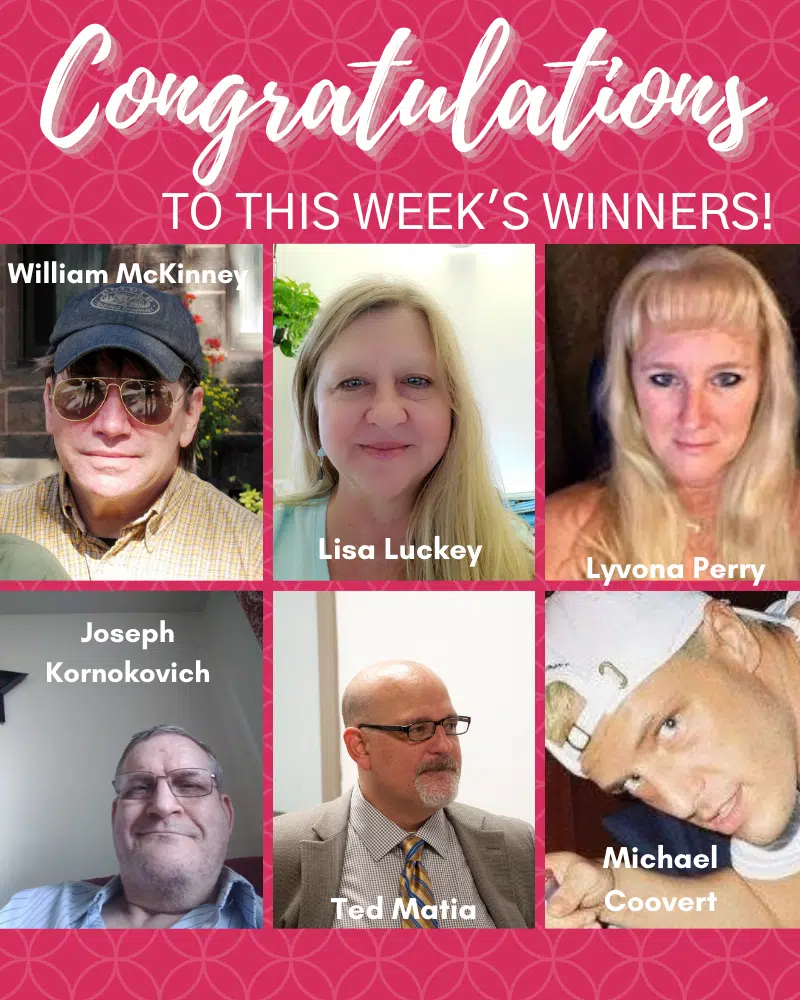 Congratulations
TO THIS WEEK'S WINNERS!
William McKinney
Lisa Luckey
Lyvona Perry
Joseph
Kornokovich
Ted Matia
Michael
Coovert